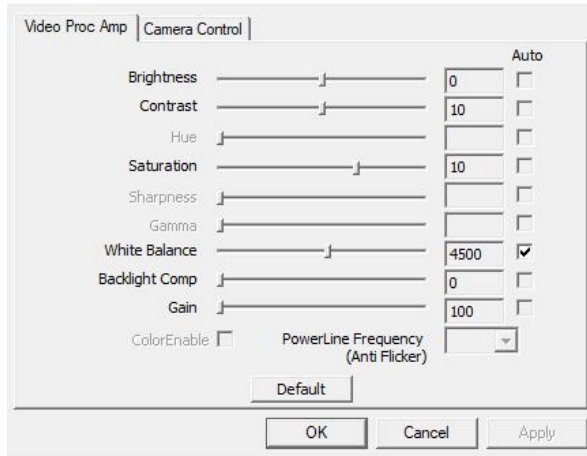 Video Proc Amp Camera Control
Auto
Brightness 0
Contrast 10
Hue
Saturation 10
Sharpness
Gamma
White Balance 4500
Backlight Comp 0
Gain 100
ColorEnable PowerLine Frequency
(Anti Flicker)
Default
OK Cancel Apply